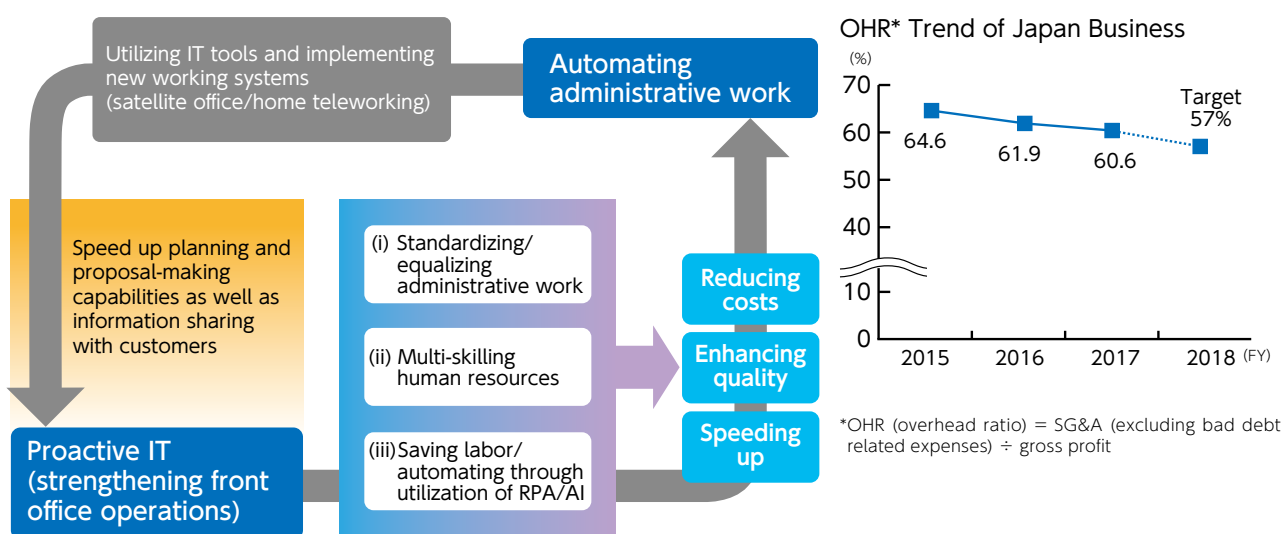 Utilizing IT tools and implementing
new working systems
(satellite office/home teleworking)
Automating
administrative work
Speed up planning and
proposal-making
capabilities as well as
information sharing
with customers
Proactive IT
(strengthening front
office operations)
(i) Standardizing/
equalizing
administrative work
(ii) Multi-skilling
human resources
(iii) Saving labor/
automating through
utilization of RPA/AI
Reducing
costs
Enhancing
quality
Speeding
up
OHR* Trend of Japan Business
(%)
70
60
50
40
10
0
64.6
61.9
60.6
Target
57%
2015
2016
2017
2018 (FY)
*OHR (overhead ratio) = SG&A (excluding bad debt
related expenses) ÷ gross profit